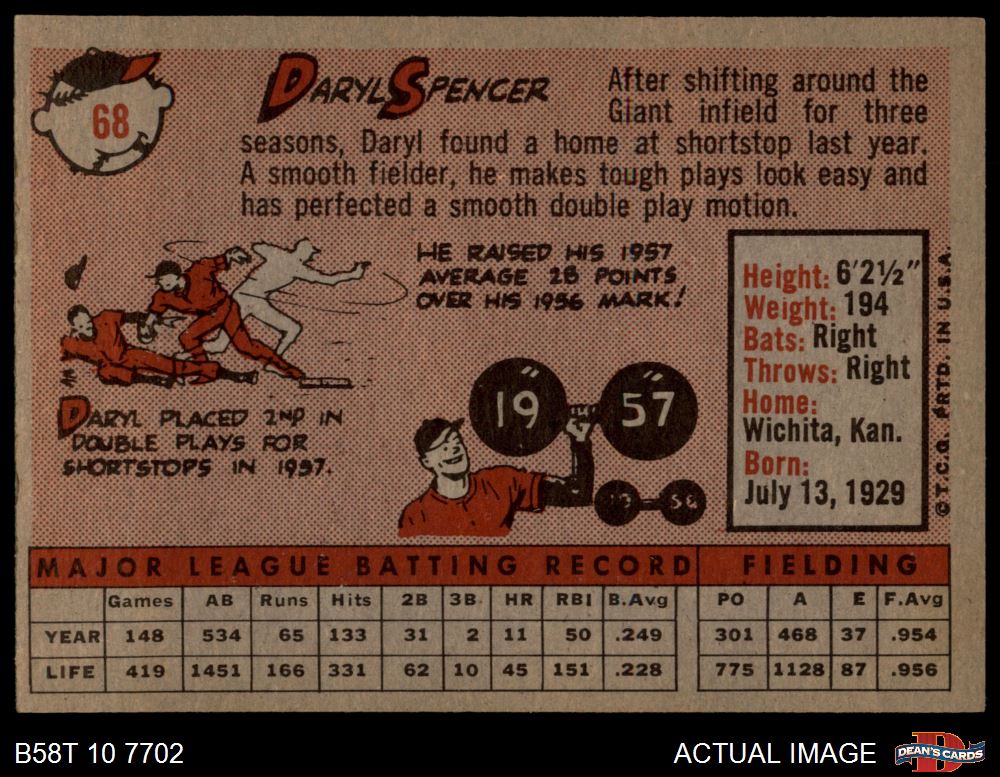 68
DARYL SPENCER
After shifting around the
Giant infield for three
seasons, Daryl found a home at shortstop last year.
A smooth fielder, he makes tough plays look easy and
has perfected a smooth double play motion.
HE RAISED HIS 1957
AVERAGE 28 POINTS
OVER HIS 1956 MARK!
DARYL PLACED 2ND IN
DOUBLE PLAYS FOR
SHORTSTOPS IN 1957.
19 57
19 56
Height: 6'2½"
Weight: 194
Bats: Right
Throws: Right
Home:
Wichita, Kan.
Born:
July 13, 1929
© T.C.G. PRTD. IN U.S.A.
MAJOR LEAGUE BATTING RECORD FIELDING
Games AB Runs Hits 2B 3B HR RBI B.Avg PO A E F.Avg
YEAR 148 534 65 133 31 2 11 50 .249 301 468 37 .954
LIFE 419 1451 166 331 62 10 45 151 .228 775 1128 87 .956
B58T 10 7702
ACTUAL IMAGE
D
DEAN'S CARDS